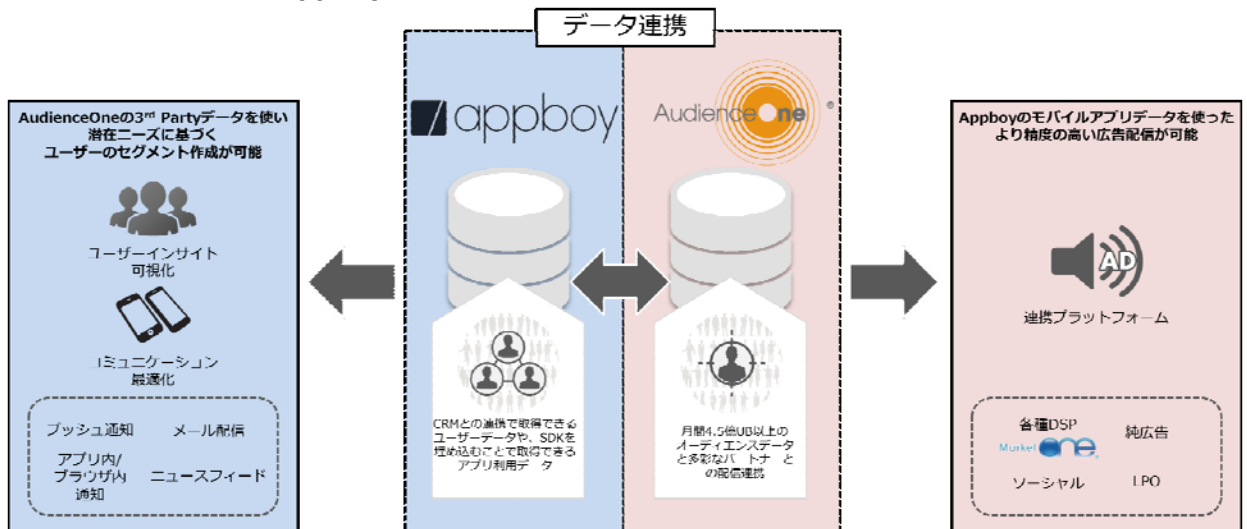 データ連携
AudienceOneの3rd Partyデータを使い
潜在ニーズに基づく
ユーザーのセグメント作成が可能
ユーザーインサイト
可視化
コミュニケーション
最適化
プッシュ通知
メール配信
アプリ内/
ブラウザ内
通知
ニュースフィード
appboy
CRMとの連携で取得できる
ユーザーデータや、SDKを
埋め込むことで取得できる
アプリ利用データ
AudienceOne®
月間4.5億UB以上の
オーディエンスデータ
と多彩なパートナーと
の配信連携
Appboyのモバイルアプリデータを使った
より精度の高い広告配信が可能
AD
連携プラットフォーム
各種DSP
MarketOne®
純広告
ソーシャル
LPO